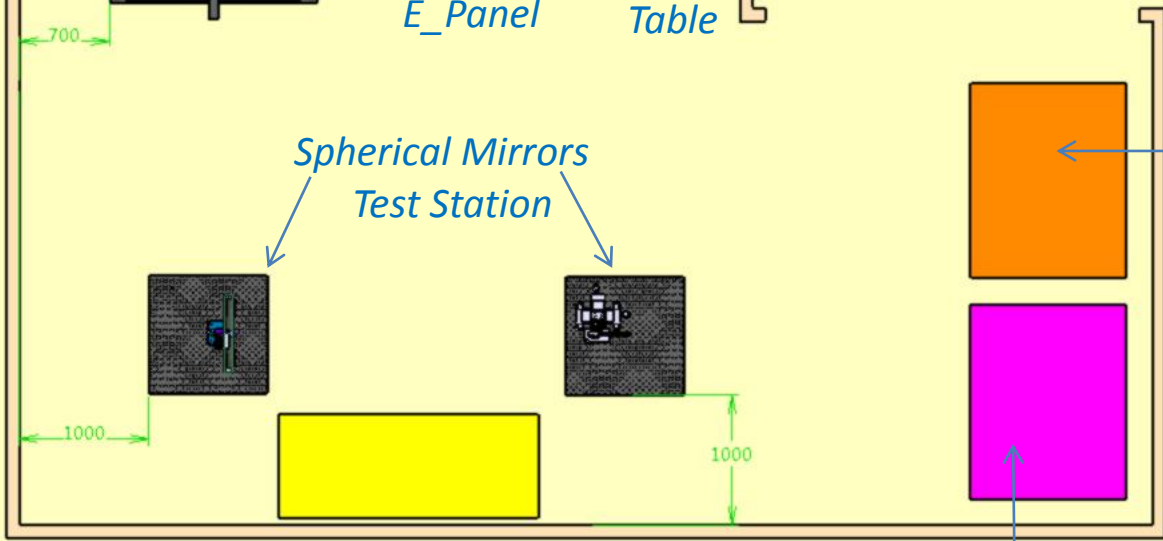 E_Panel
Table
700
Spherical Mirrors
Test Station
1000
1000